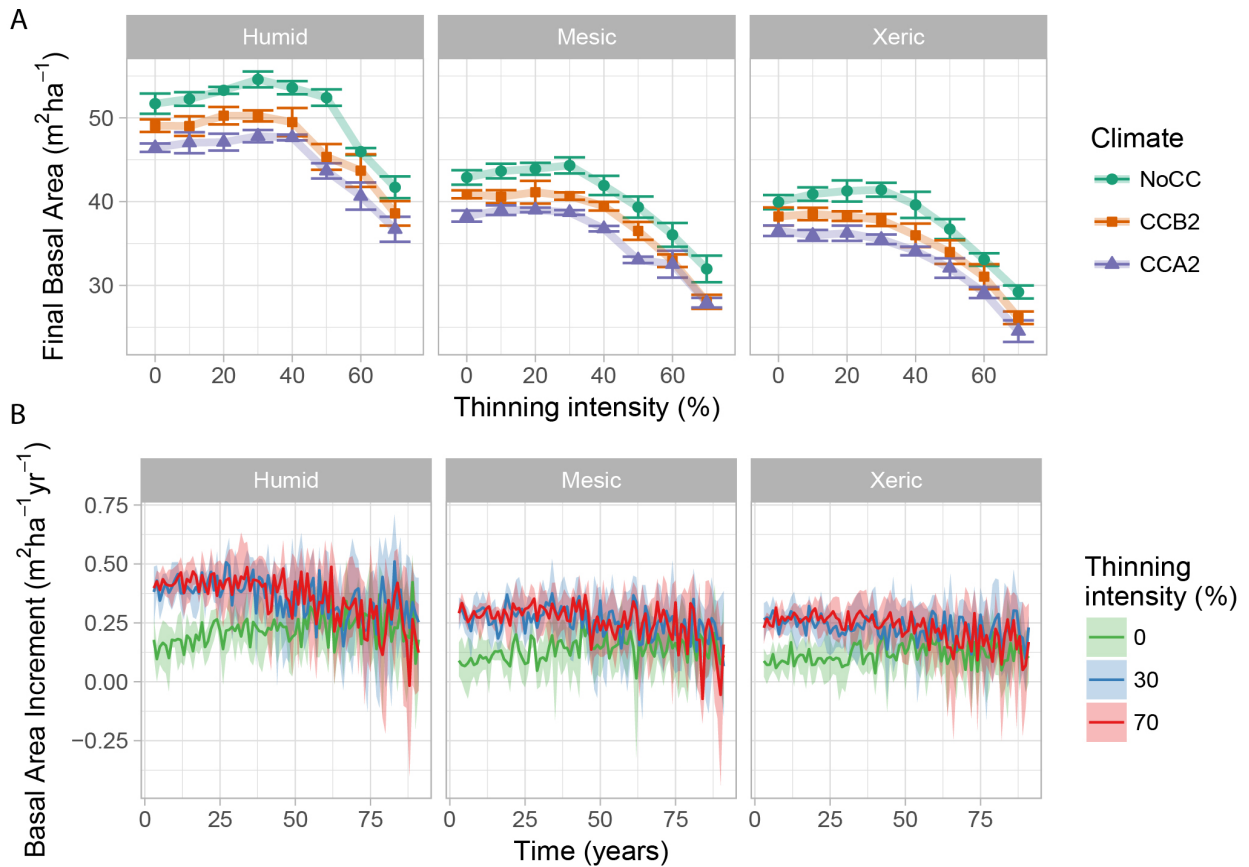 A
Humid
Mesic
Xeric
Final Basal Area (m²ha⁻¹)
50
40
30
0 20 40 60
0 20 40 60
0 20 40 60
Thinning intensity (%)
Climate
NoCC
CCB2
CCA2
B
Humid
Mesic
Xeric
Basal Area Increment (m²ha⁻¹yr⁻¹)
0.75
0.50
0.25
0.00
−0.25
0 25 50 75
0 25 50 75
0 25 50 75
Time (years)
Thinning
intensity (%)
0
30
70